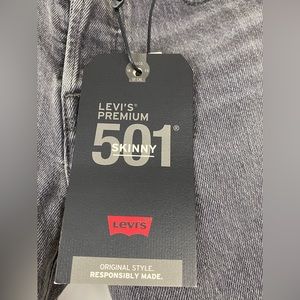 LEVI'S®
PREMIUM
501®
SKINNY
Levi's
ORIGINAL STYLE.
RESPONSIBLY MADE.